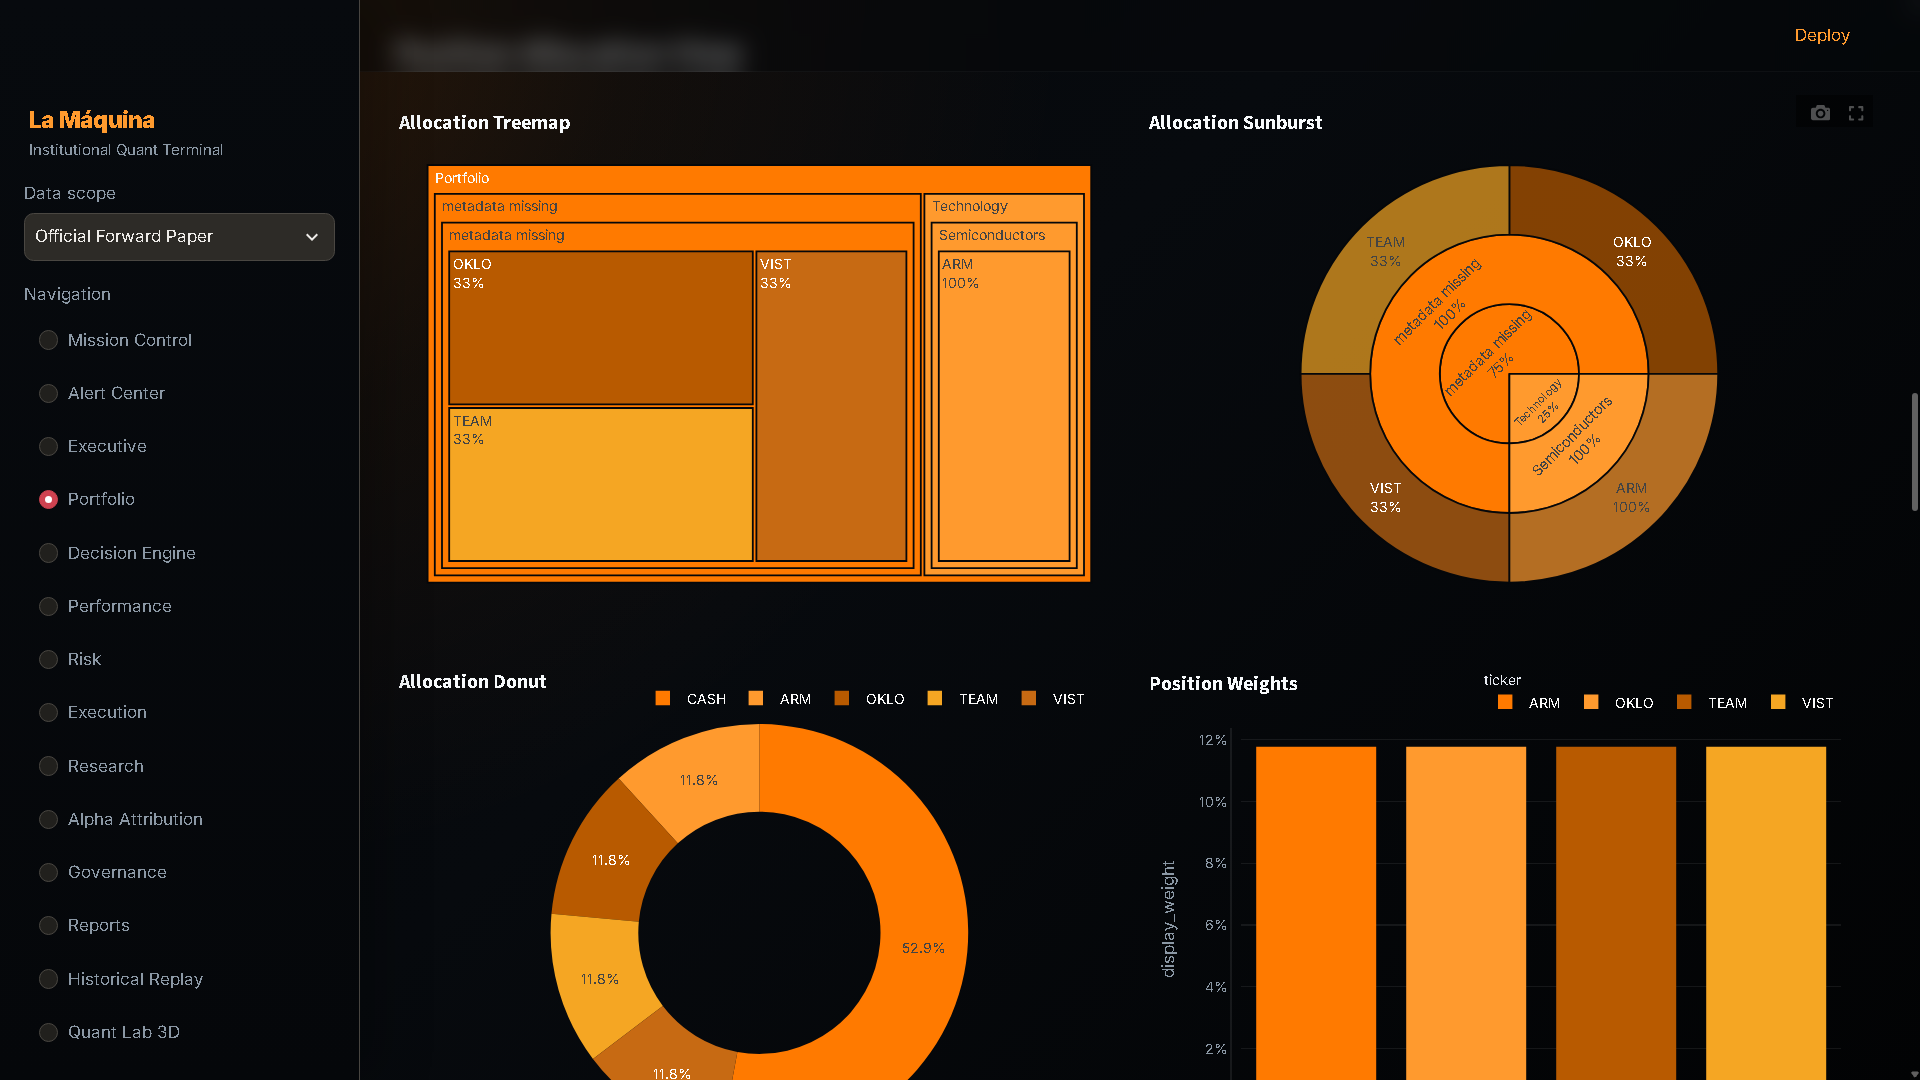 Deploy
La Máquina
Institutional Quant Terminal
Data scope
Official Forward Paper
Navigation
Mission Control
Alert Center
Executive
Portfolio
Decision Engine
Performance
Risk
Execution
Research
Alpha Attribution
Governance
Reports
Historical Replay
Quant Lab 3D
Allocation Treemap
Portfolio
metadata missing
Technology
metadata missing
Semiconductors
OKLO
33%
VIST
33%
ARM
100%
TEAM
33%
Allocation Sunburst
TEAM
33%
OKLO
33%
metadata missing
100%
metadata missing
75%
Technology
25%
Semiconductors
100%
VIST
33%
ARM
100%
Allocation Donut
CASH ARM OKLO TEAM VIST
11.8%
11.8%
52.9%
11.8%
11.8%
Position Weights
ticker
ARM OKLO TEAM VIST
12%
10%
8%
6%
4%
2%
display_weight